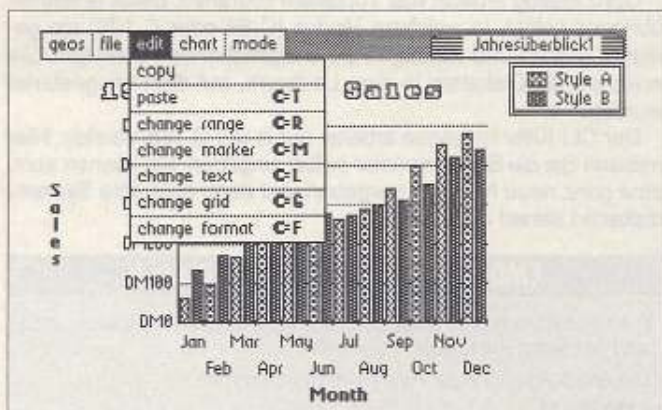 geos file edit chart mode Jahresüberblick1
copy
paste C=T
change range C=R
change marker C=M
change text C=L
change grid C=G
change format C=F
Style A
Style B
Sales
DM100
DM0
Jan Mar May Jul Sep Nov
Feb Apr Jun Aug Oct Dec
Month